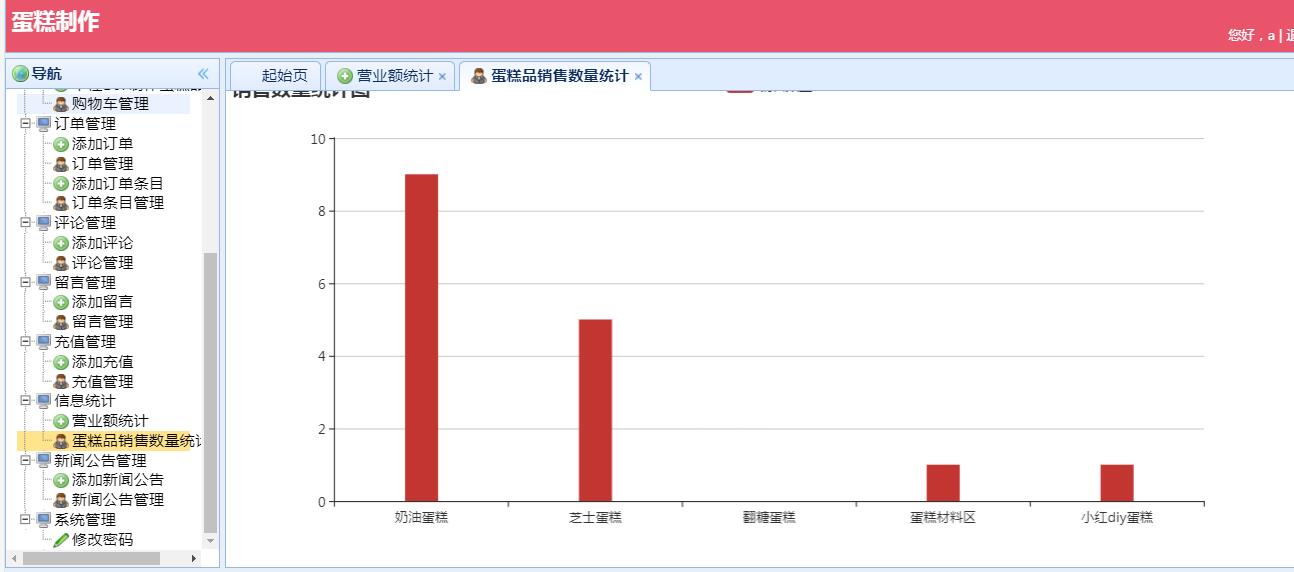 蛋糕制作
您好，a |
导航
购物车管理
订单管理
添加订单
订单管理
添加订单条目
订单条目管理
评论管理
添加评论
评论管理
留言管理
添加留言
留言管理
充值管理
添加充值
充值管理
信息统计
营业额统计
蛋糕品销售数量统
新闻公告管理
添加新闻公告
新闻公告管理
系统管理
修改密码
起始页
营业额统计
蛋糕品销售数量统计
销售数量统计图
10
8
6
4
2
0
奶油蛋糕
芝士蛋糕
翻糖蛋糕
蛋糕材料区
小红diy蛋糕